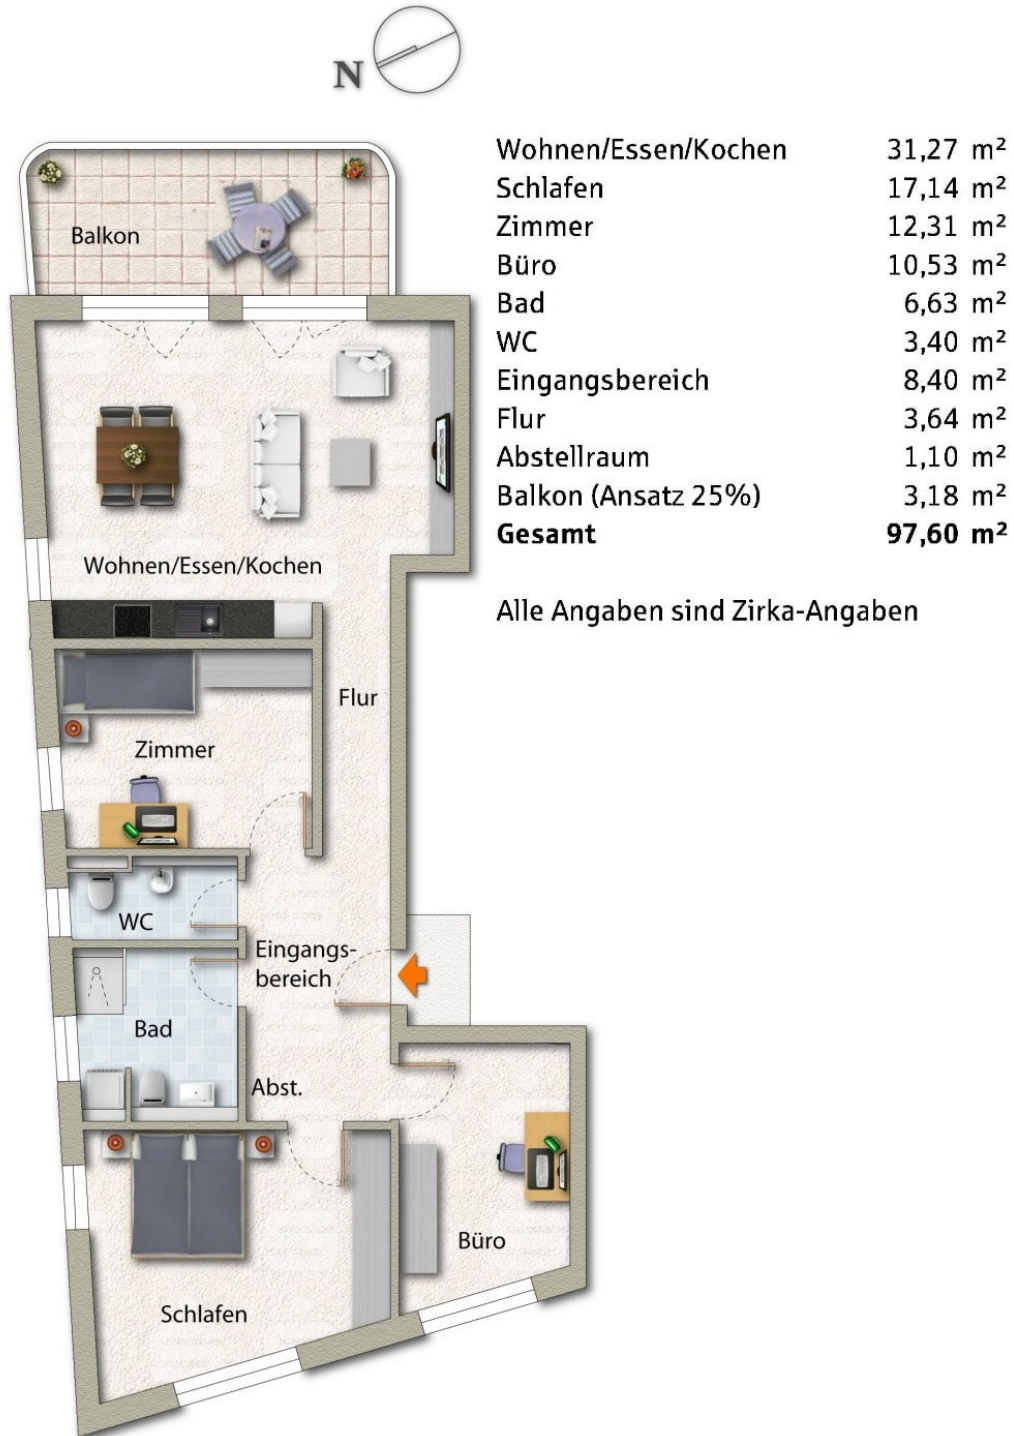 N
Wohnen/Essen/Kochen 31,27 m²
Schlafen 17,14 m²
Zimmer 12,31 m²
Büro 10,53 m²
Bad 6,63 m²
WC 3,40 m²
Eingangsbereich 8,40 m²
Flur 3,64 m²
Abstellraum 1,10 m²
Balkon (Ansatz 25%) 3,18 m²
Gesamt 97,60 m²
Alle Angaben sind Zirka-Angaben
Balkon
Wohnen/Essen/Kochen
Flur
Zimmer
WC
Eingangs-
bereich
Bad
Abst.
Büro
Schlafen